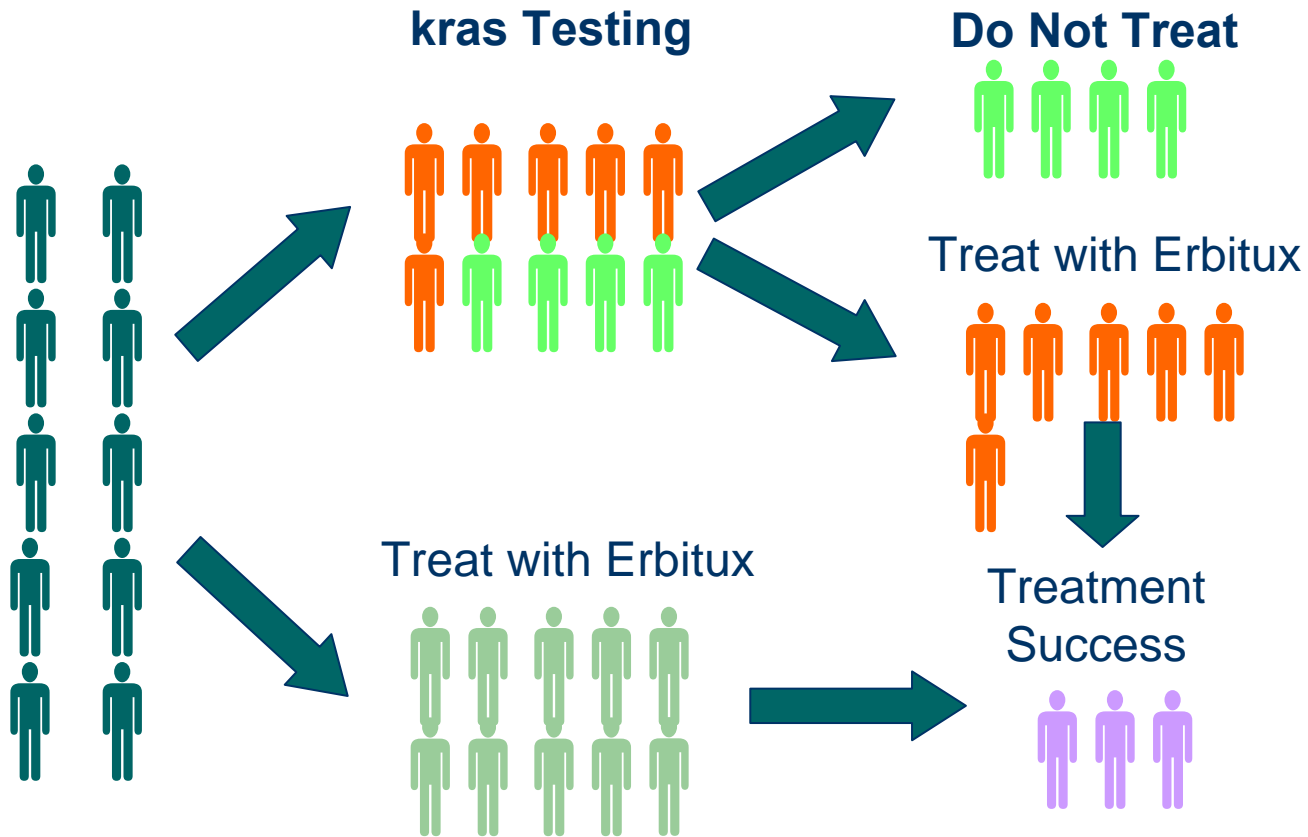 kras Testing
Do Not Treat
Treat with Erbitux
Treat with Erbitux
Treatment
Success